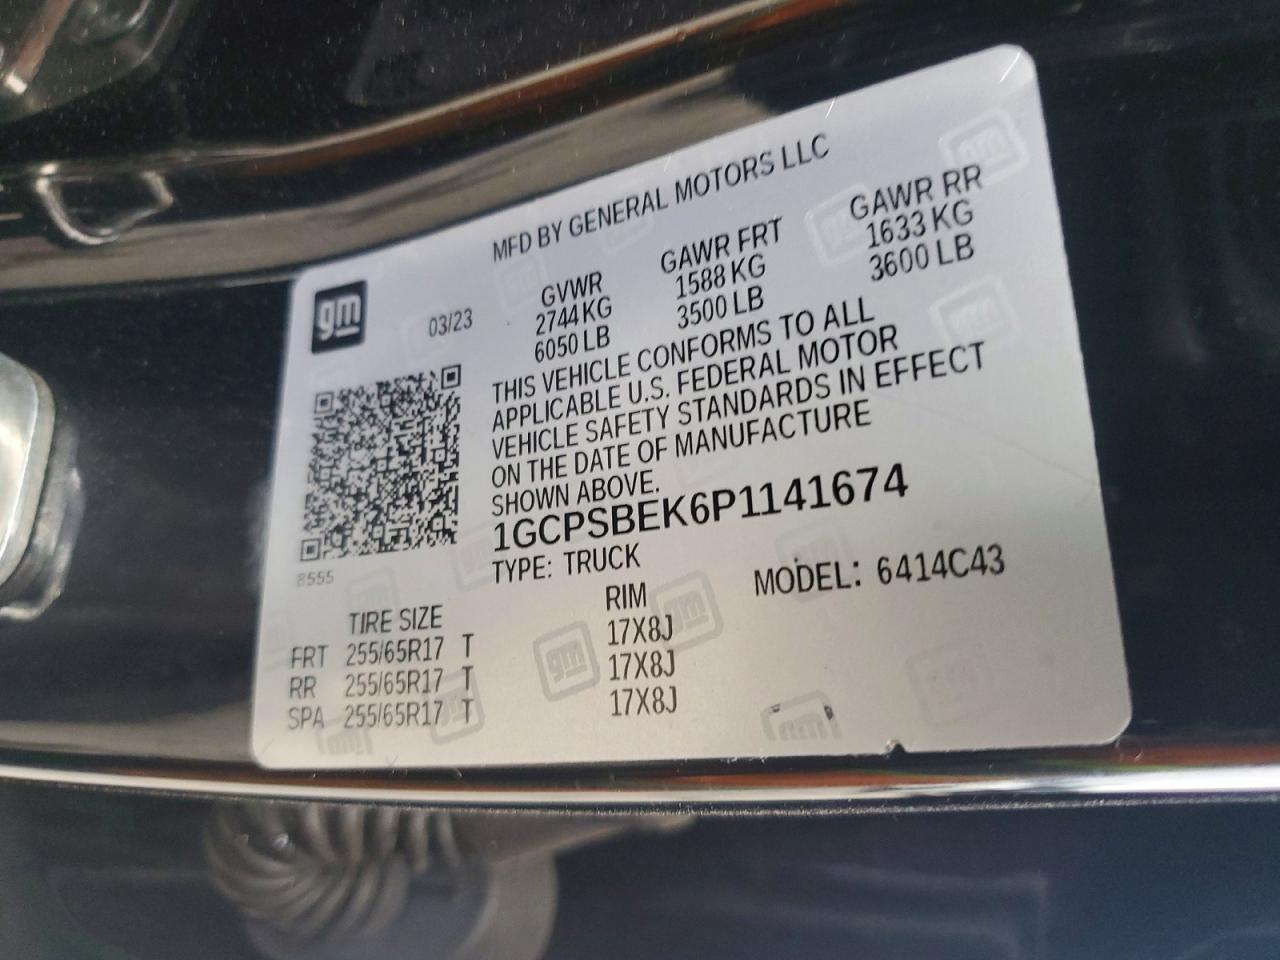 MFD BY GENERAL MOTORS LLC
gm
03/23
GVWR GAWR FRT GAWR RR
2744 KG 1588 KG 1633 KG
6050 LB 3500 LB 3600 LB
THIS VEHICLE CONFORMS TO ALL
APPLICABLE U.S. FEDERAL MOTOR
VEHICLE SAFETY STANDARDS IN EFFECT
ON THE DATE OF MANUFACTURE
SHOWN ABOVE.
1GCPSBEK6P1141674
8555
TYPE: TRUCK MODEL: 6414C43
TIRE SIZE RIM
FRT 255/65R17 T 17X8J
RR 255/65R17 T 17X8J
SPA 255/65R17 T 17X8J